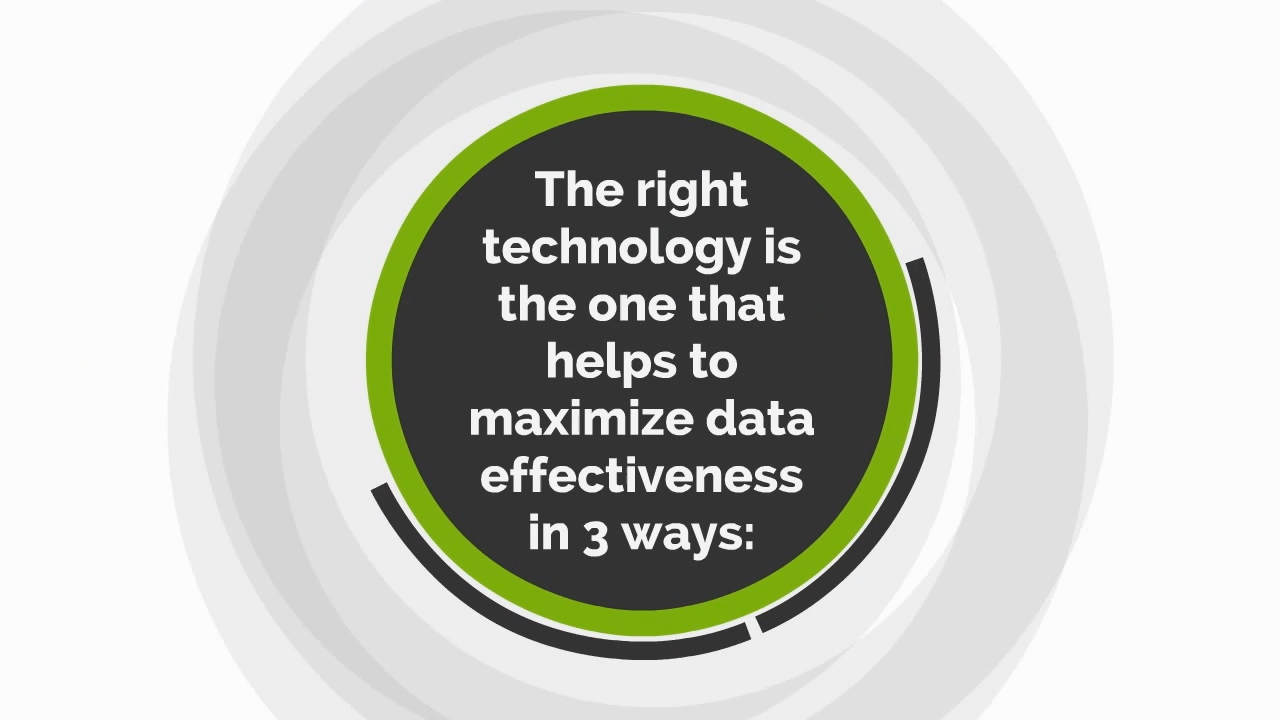 The right
technology is
the one that
helps to
maximize data
effectiveness
in 3 ways: